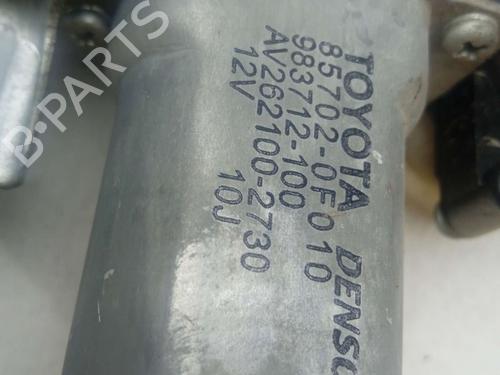 TOYOTA DENSO
85702-0F010
983712-100
AV262100-2730
12V 10J
B-PARTS